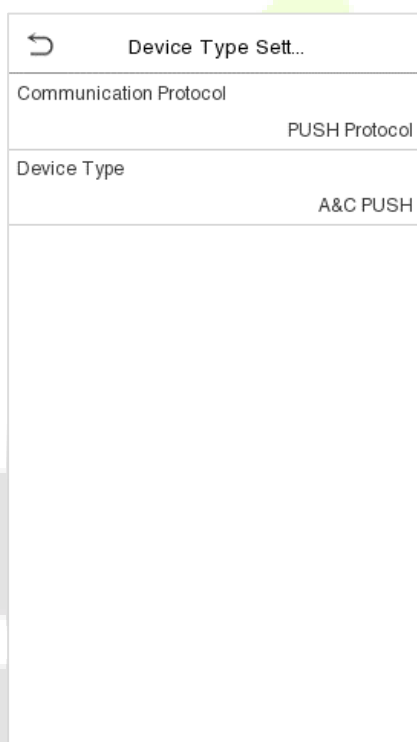 Device Type Sett...
Communication Protocol
PUSH Protocol
Device Type
A&C PUSH